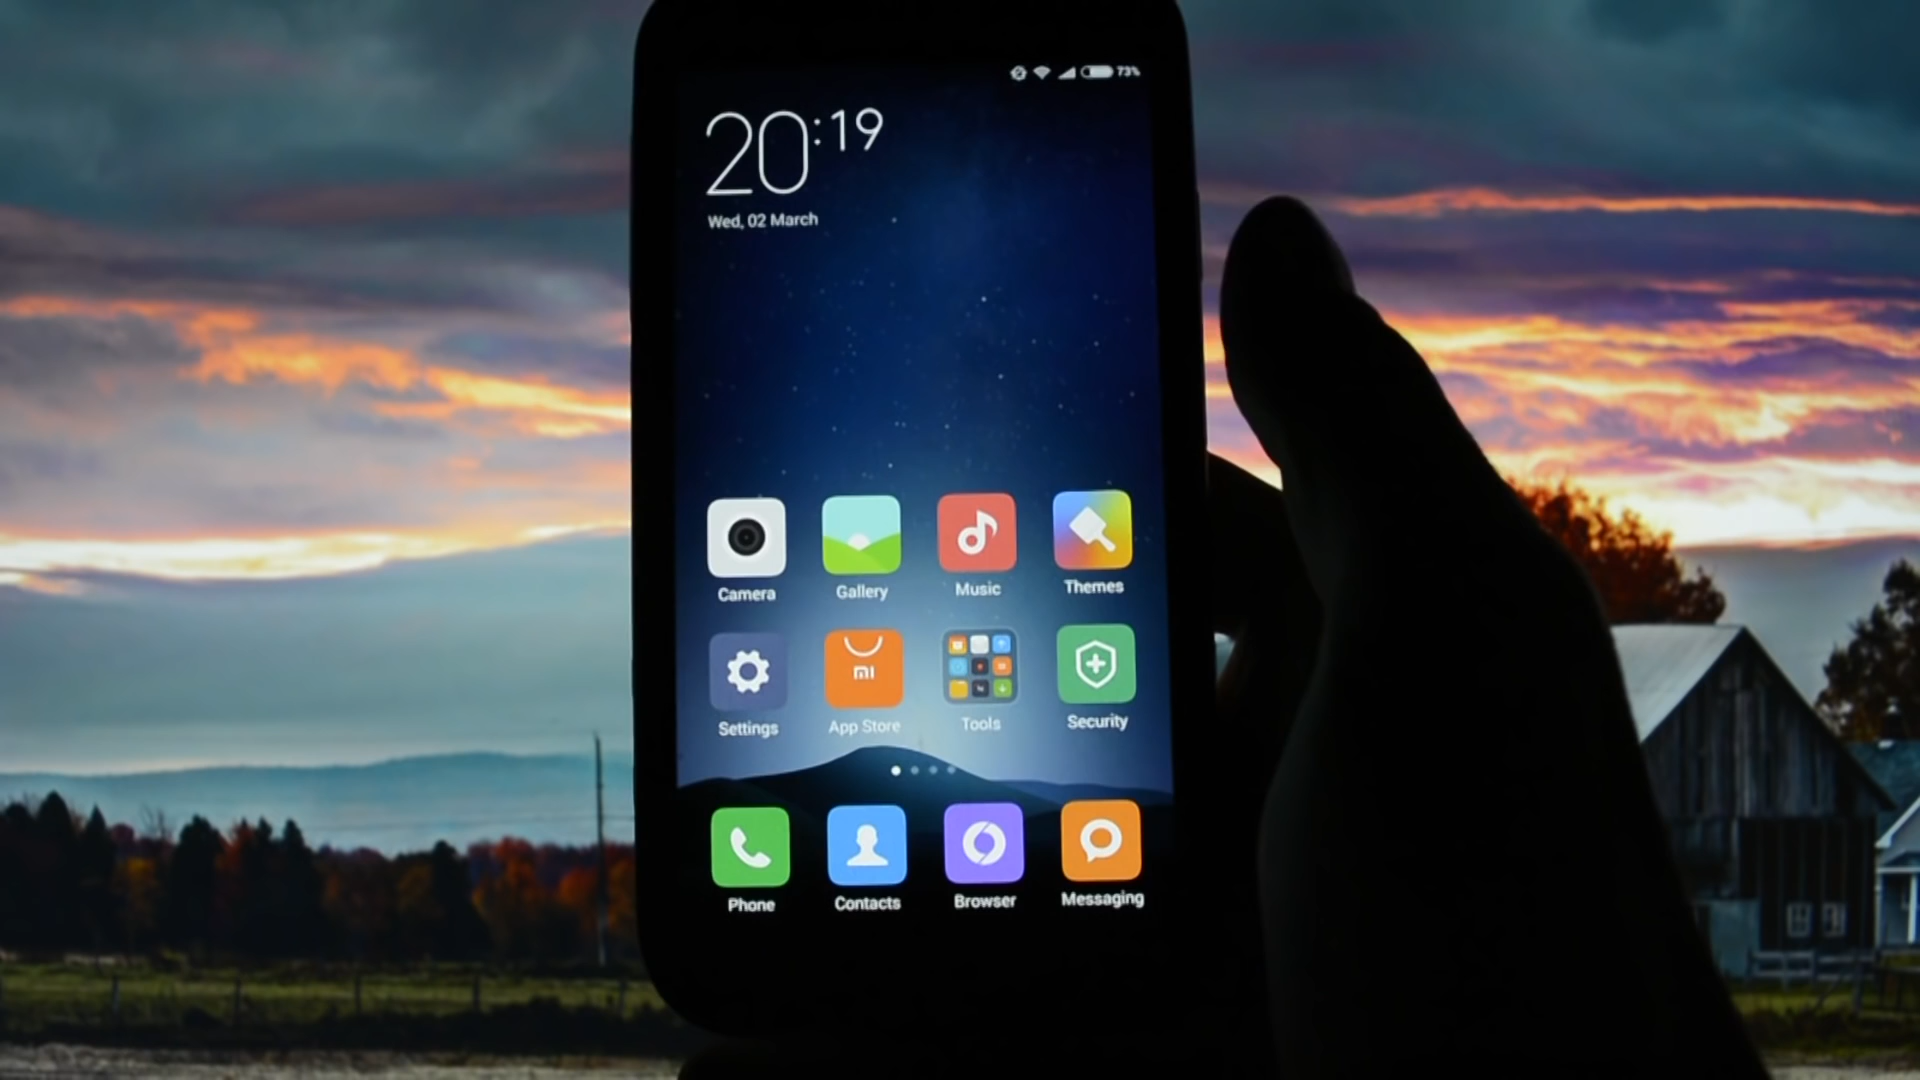 73%
20:19
Wed, 02 March
Camera Gallery Music Themes
mi
Settings App Store Tools Security
Phone Contacts Browser Messaging